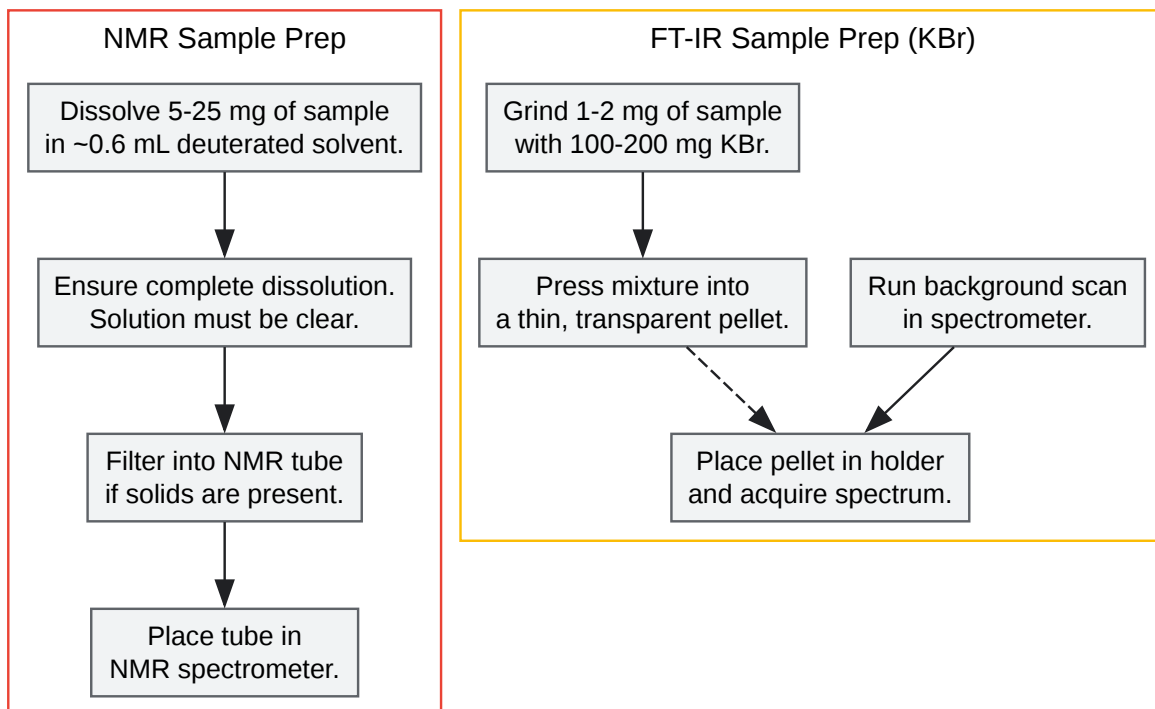 NMR Sample Prep
Dissolve 5-25 mg of sample
in ~0.6 mL deuterated solvent.
Ensure complete dissolution.
Solution must be clear.
Filter into NMR tube
if solids are present.
Place tube in
NMR spectrometer.
FT-IR Sample Prep (KBr)
Grind 1-2 mg of sample
with 100-200 mg KBr.
Press mixture into
a thin, transparent pellet.
Run background scan
in spectrometer.
Place pellet in holder
and acquire spectrum.